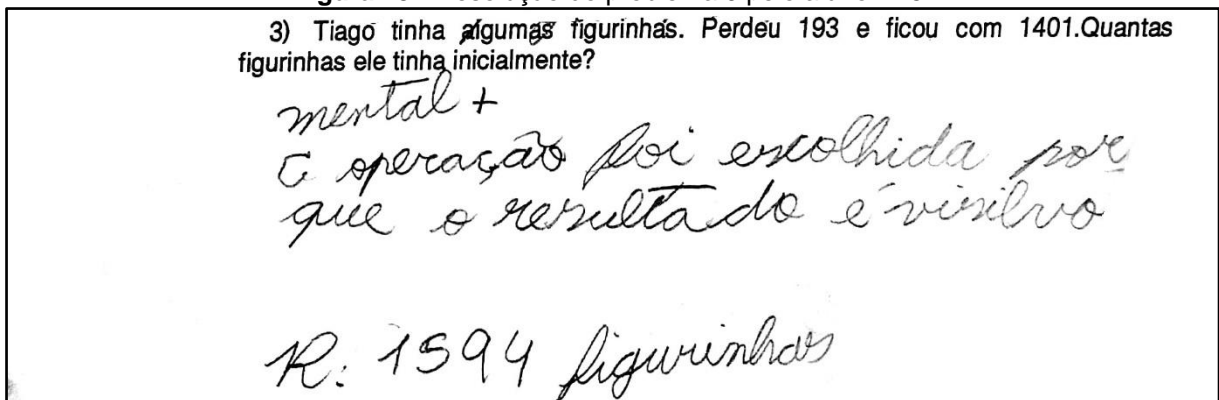 3) Tiago tinha algumas figurinhas. Perdeu 193 e ficou com 1401.Quantas
figurinhas ele tinha inicialmente?
mental +
a operação foi escolhida por
que o resultado é
R: 1594 figurinhas